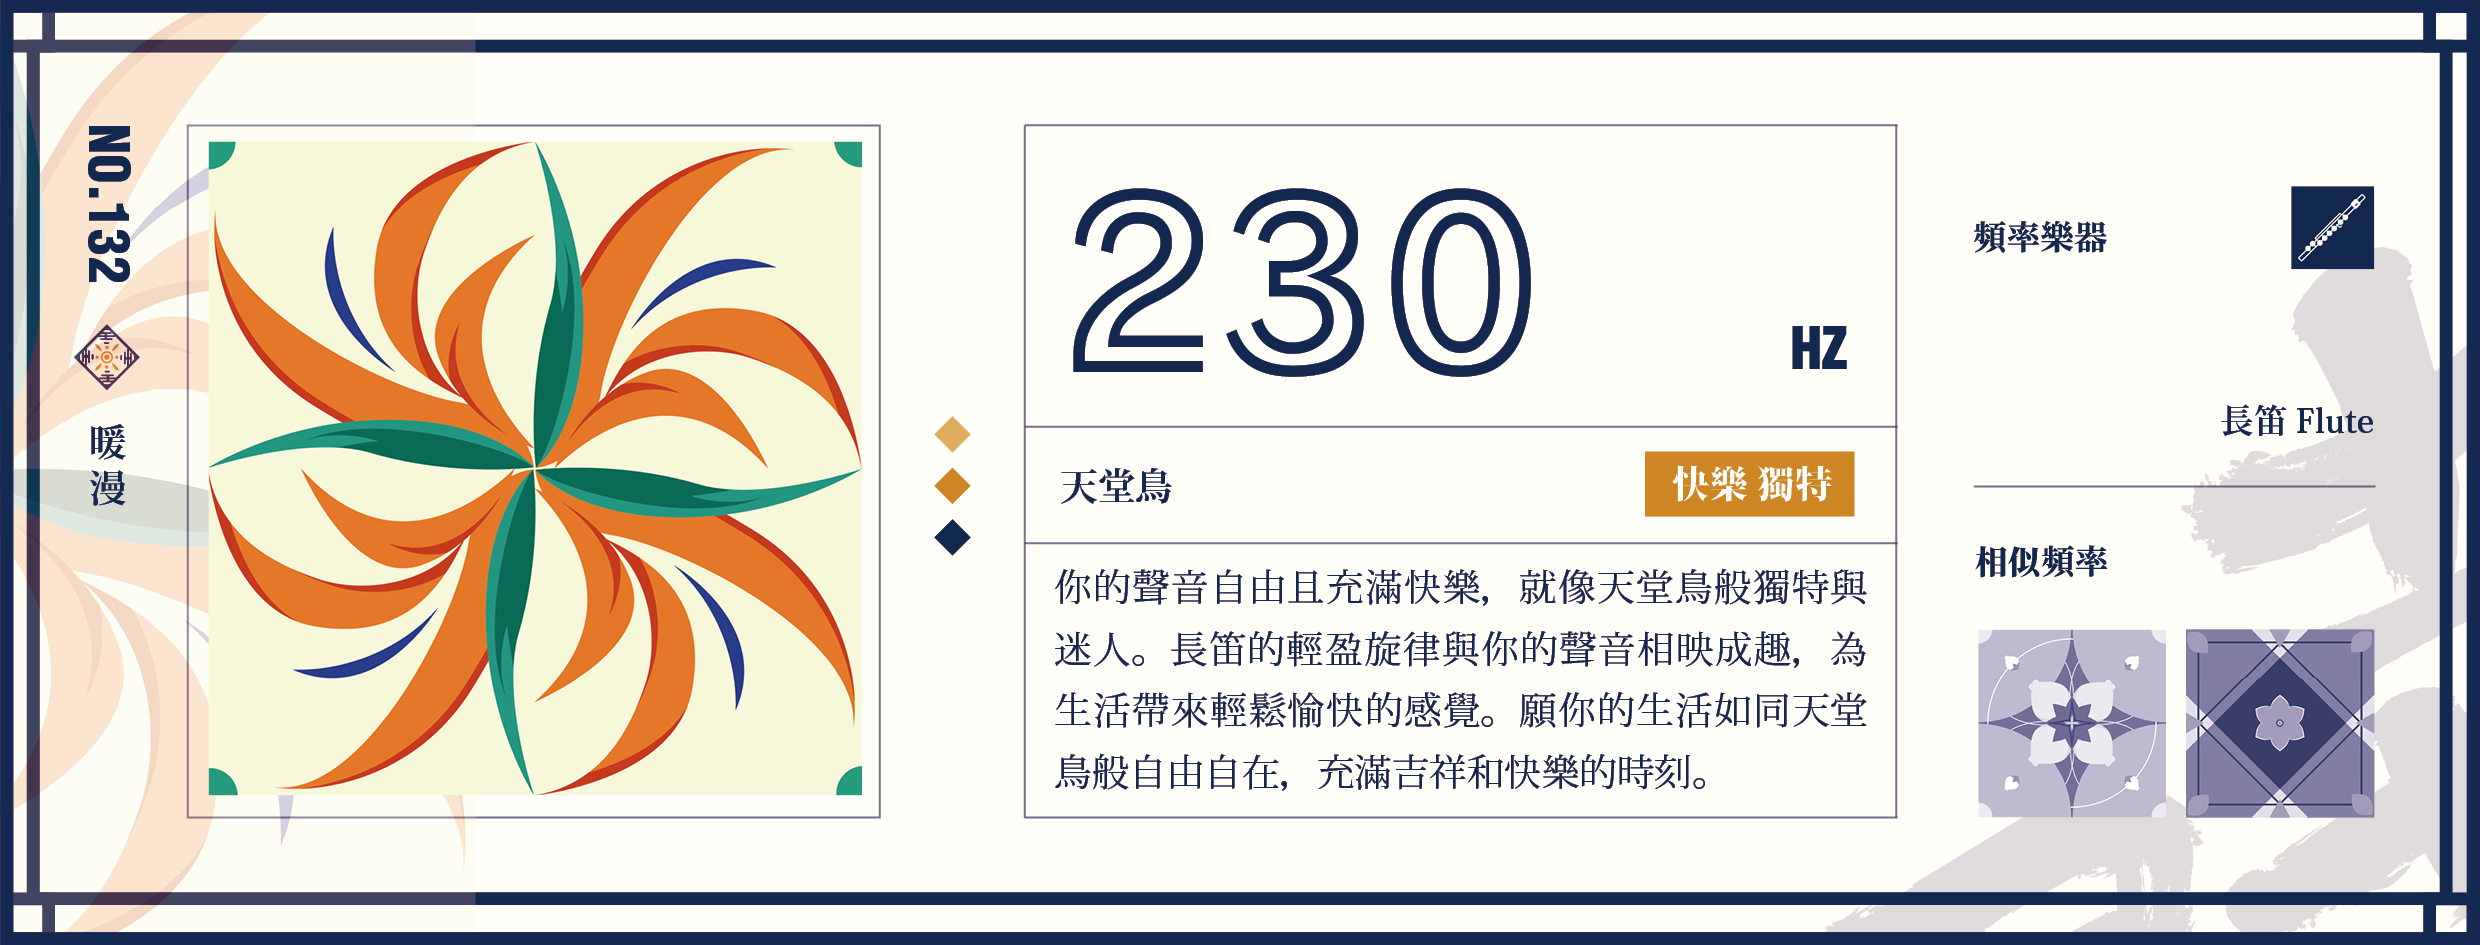 NO.132
暖漫
230
HZ
天堂鳥
快樂 獨特
你的聲音自由且充滿快樂，就像天堂鳥般獨特與
迷人。長笛的輕盈旋律與你的聲音相映成趣，為
生活帶來輕鬆愉快的感覺。願你的生活如同天堂
鳥般自由自在，充滿吉祥和快樂的時刻。
頻率樂器
長笛 Flute
相似頻率